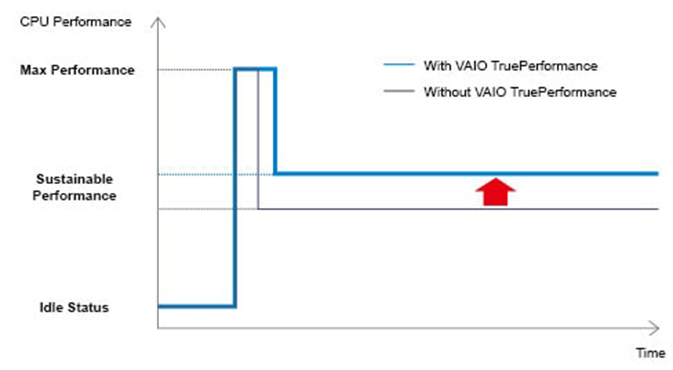 CPU Performance
Max Performance
With VAIO TruePerformance
Without VAIO TruePerformance
Sustainable
Performance
Idle Status
Time